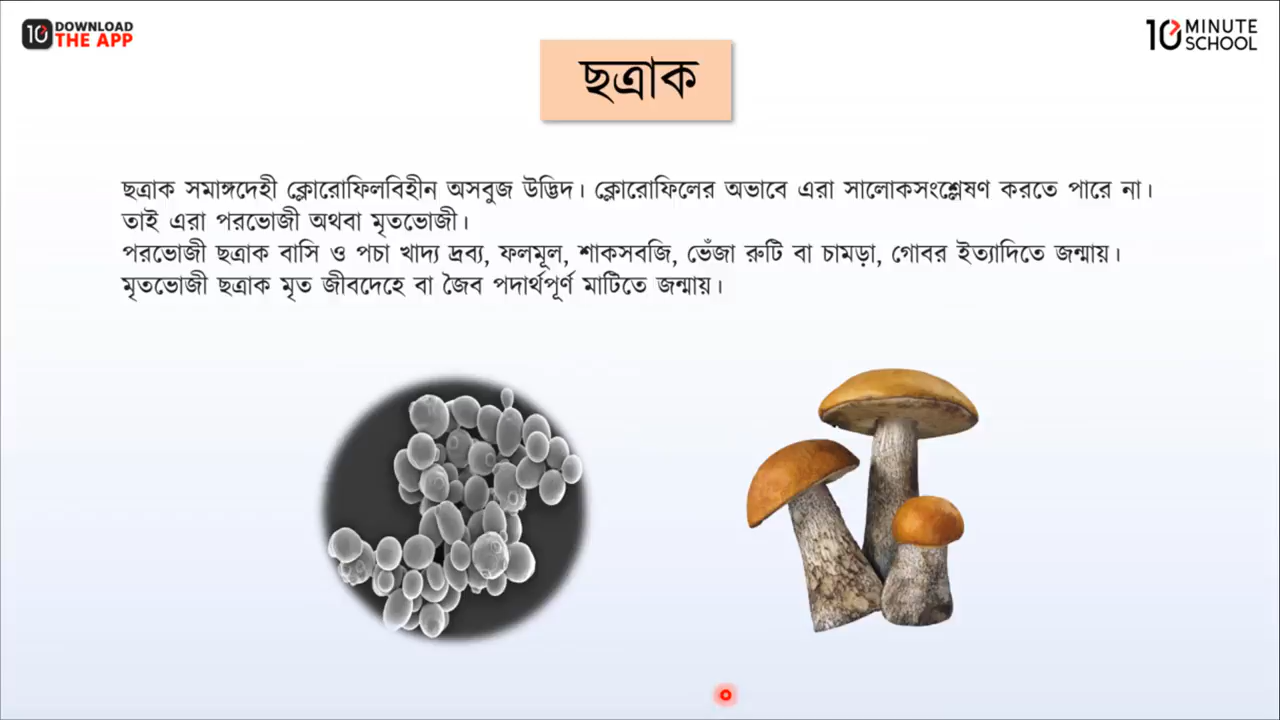 10 DOWNLOAD THE APP
10 MINUTE SCHOOL
ছত্রাক
ছত্রাক সমাঙ্গদেহী ক্লোরোফিলবিহীন অসবুজ উদ্ভিদ। ক্লোরোফিলের অভাবে এরা সালোকসংশ্লেষণ করতে পারে না।
তাই এরা পরভোজী অথবা মৃতভোজী।
পরভোজী ছত্রাক বাসি ও পচা খাদ্য দ্রব্য, ফলমূল, শাকসবজি, ভেঁজা রুটি বা চামড়া, গোবর ইত্যাদিতে জন্মায়।
মৃতভোজী ছত্রাক মৃত জীবদেহে বা জৈব পদার্থপূর্ণ মাটিতে জন্মায়।